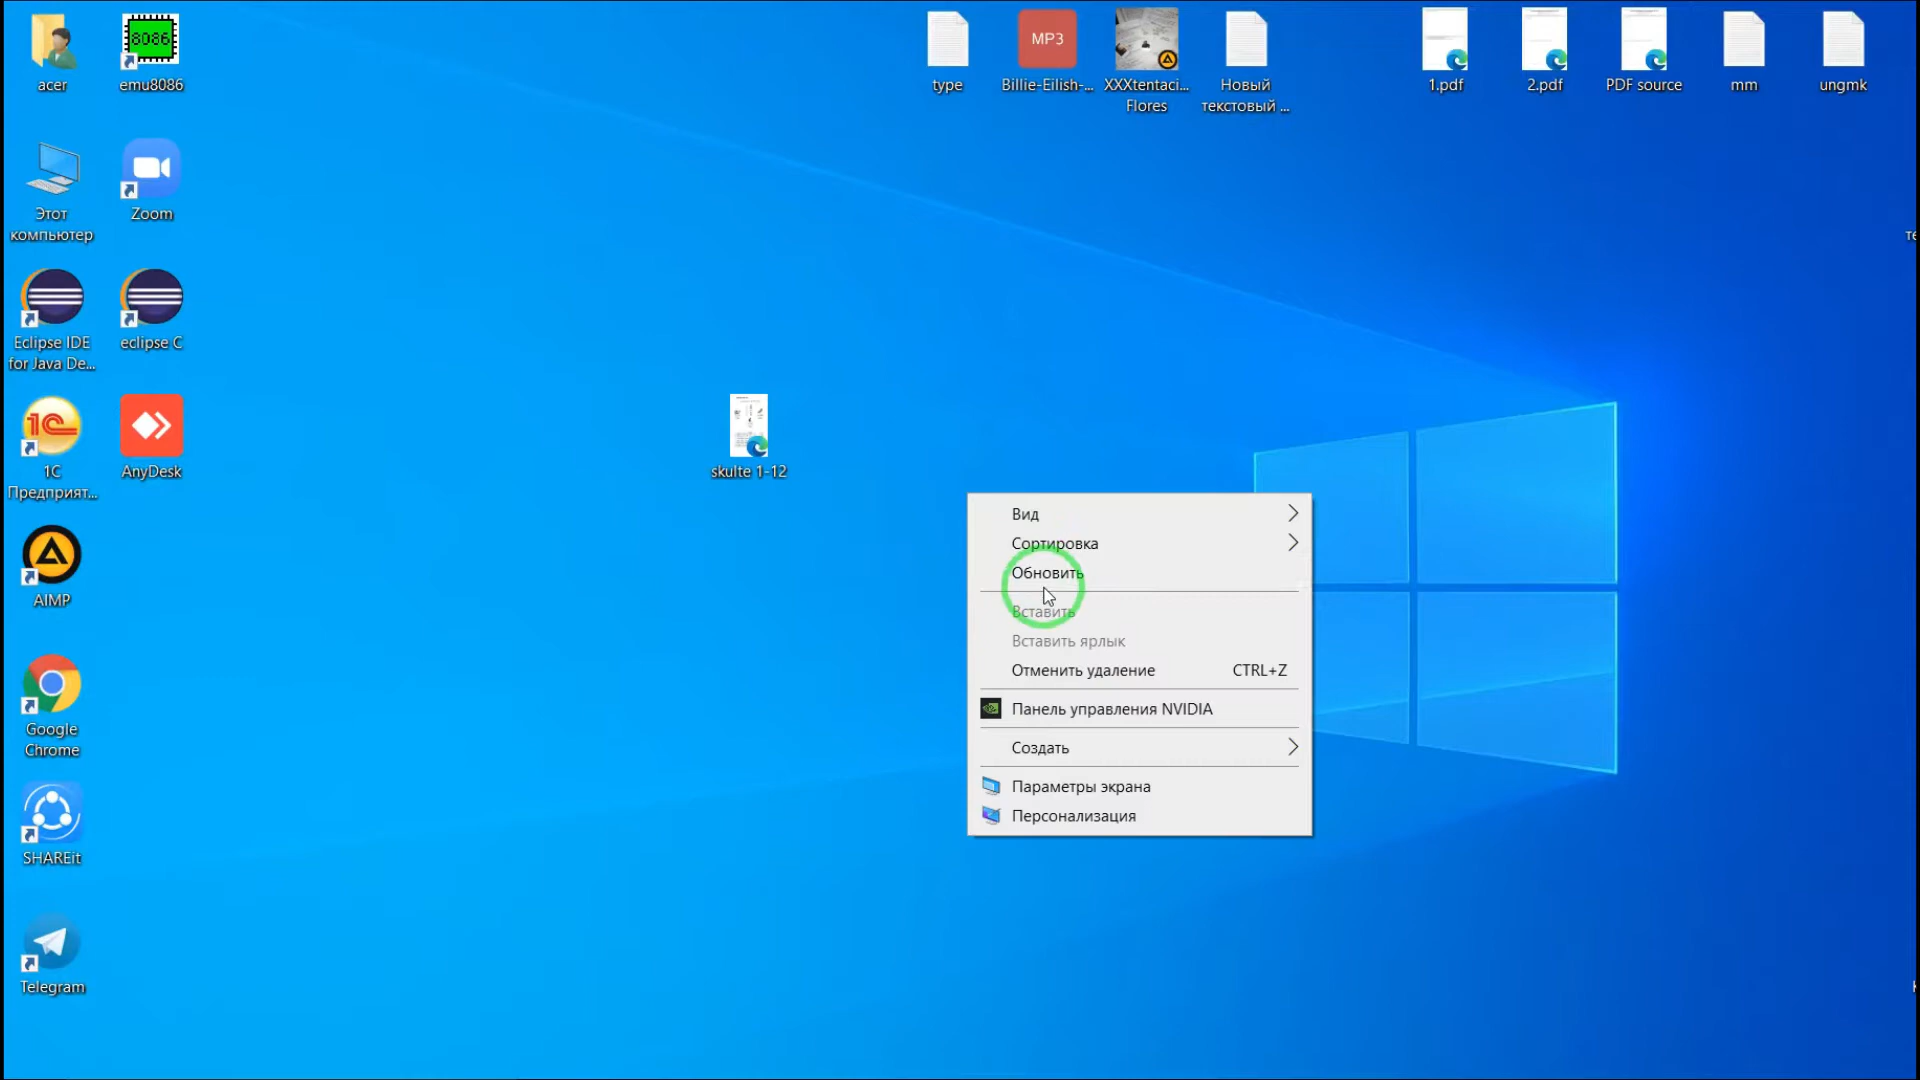 acer
8086
emu8086
type
MP3
Billie-Eilish-...
XXXtentaci...
Flores
Новый
текстовый ...
1.pdf
2.pdf
PDF source
mm
ungmk
Этот
компьютер
Zoom
Eclipse IDE
for Java De...
eclipse C
1C
1С
Предприят...
AnyDesk
skulte 1-12
AIMP
Google
Chrome
SHAREit
Telegram
Вид
Сортировка
Обновить
Вставить
Вставить ярлык
Отменить удаление CTRL+Z
Панель управления NVIDIA
Создать
Параметры экрана
Персонализация